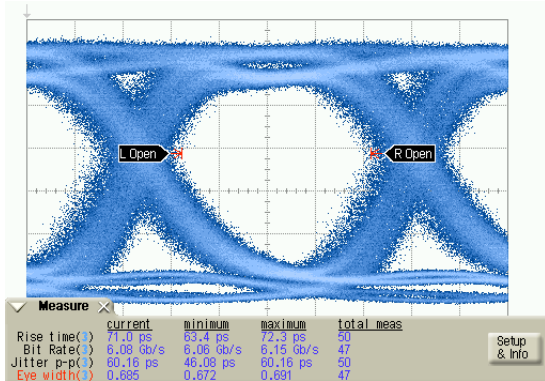 L Open
R Open
Measure
current minimum maximum total meas
Rise time(3) 71.0 ps 63.4 ps 72.3 ps 50
Bit Rate(3) 6.08 Gb/s 6.06 Gb/s 6.15 Gb/s 47
Jitter p-p(3) 60.16 ps 46.08 ps 60.16 ps 50
Eye width(3) 0.685 0.672 0.691 47
Setup
& Info